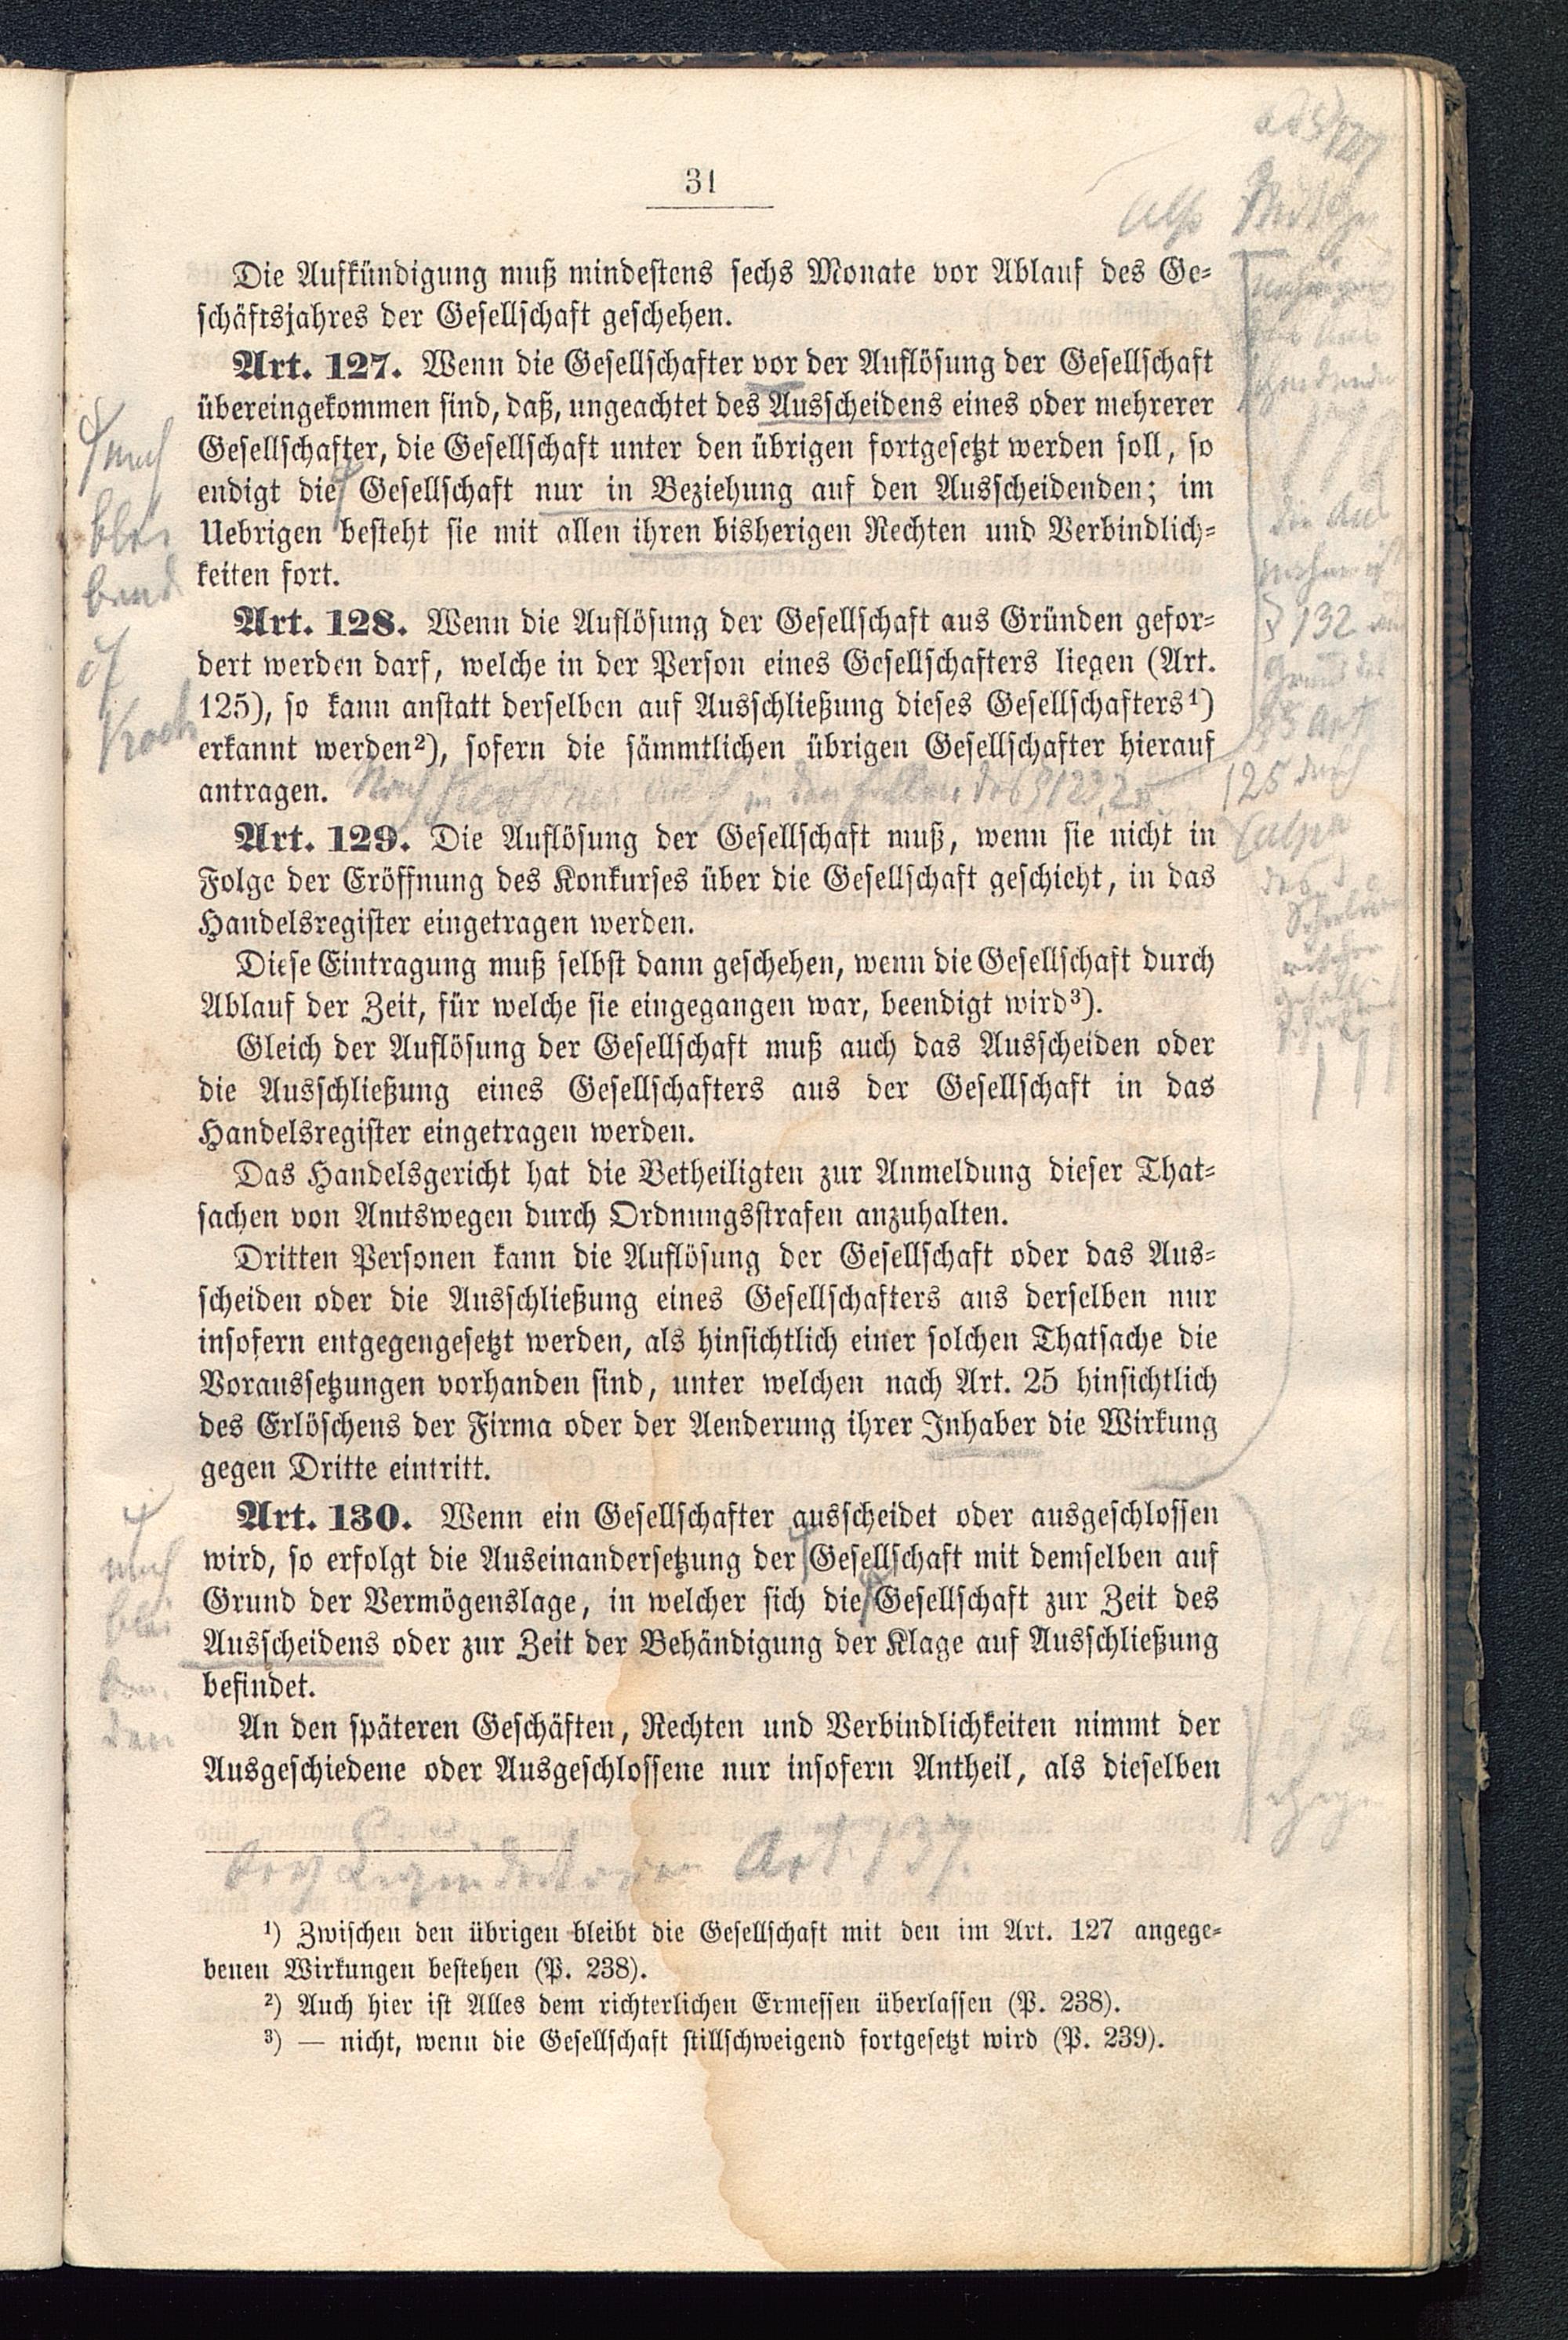 31
Die Aufkündigung muß mindestens sechs Monate vor Ablauf des Ge-
schäftsjahres der Gesellschaft geschehen.
Art. 127. Wenn die Gesellschafter vor der Auflösung der Gesellschaft
übereingekommen sind, daß, ungeachtet des Ausscheidens eines oder mehrerer
Gesellschafter, die Gesellschaft unter den übrigen fortgesetzt werden soll, so
endigt die Gesellschaft nur in Beziehung auf den Ausscheidenden; im
Uebrigen besteht sie mit allen ihren bisherigen Rechten und Verbindlich-
keiten fort.
Art. 128. Wenn die Auflösung der Gesellschaft aus Gründen gefor-
dert werden darf, welche in der Person eines Gesellschafters liegen (Art.
125), so kann anstatt derselben auf Ausschließung dieses Gesellschafters¹)
erkannt werden²), sofern die sämmtlichen übrigen Gesellschafter hierauf
antragen.
Art. 129. Die Auflösung der Gesellschaft muß, wenn sie nicht in
Folge der Eröffnung des Konkurses über die Gesellschaft geschieht, in das
Handelsregister eingetragen werden.
Diese Eintragung muß selbst dann geschehen, wenn die Gesellschaft durch
Ablauf der Zeit, für welche sie eingegangen war, beendigt wird³).
Gleich der Auflösung der Gesellschaft muß auch das Ausscheiden oder
die Ausschließung eines Gesellschafters aus der Gesellschaft in das
Handelsregister eingetragen werden.
Das Handelsgericht hat die Betheiligten zur Anmeldung dieser That-
sachen von Amtswegen durch Ordnungsstrafen anzuhalten.
Dritten Personen kann die Auflösung der Gesellschaft oder das Aus-
scheiden oder die Ausschließung eines Gesellschafters aus derselben nur
insofern entgegengesetzt werden, als hinsichtlich einer solchen Thatsache die
Voraussetzungen vorhanden sind, unter welchen nach Art. 25 hinsichtlich
des Erlöschens der Firma oder der Aenderung ihrer Inhaber die Wirkung
gegen Dritte eintritt.
Art. 130. Wenn ein Gesellschafter ausscheidet oder ausgeschlossen
wird, so erfolgt die Auseinandersetzung der Gesellschaft mit demselben auf
Grund der Vermögenslage, in welcher sich die Gesellschaft zur Zeit des
Ausscheidens oder zur Zeit der Behändigung der Klage auf Ausschließung
befindet.
An den späteren Geschäften, Rechten und Verbindlichkeiten nimmt der
Ausgeschiedene oder Ausgeschlossene nur insofern Antheil, als dieselben
Art. 137.
¹) Zwischen den übrigen bleibt die Gesellschaft mit den im Art. 127 angege-
benen Wirkungen bestehen (P. 238).
²) Auch hier ist Alles dem richterlichen Ermessen überlassen (P. 238).
³) — nicht, wenn die Gesellschaft stillschweigend fortgesetzt wird (P. 239).